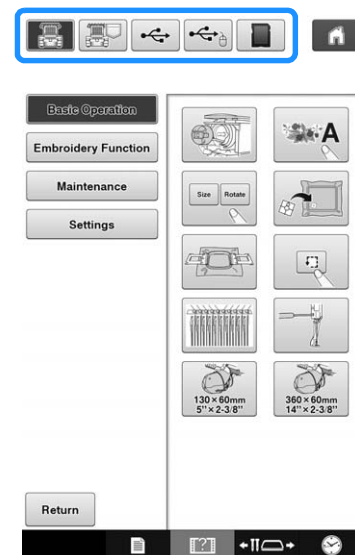 Basic Operation
Embroidery Function
Maintenance
Settings
A
Size Rotate
130 × 60mm
5" × 2-3/8"
360 × 60mm
14" × 2-3/8"
Return
[?]